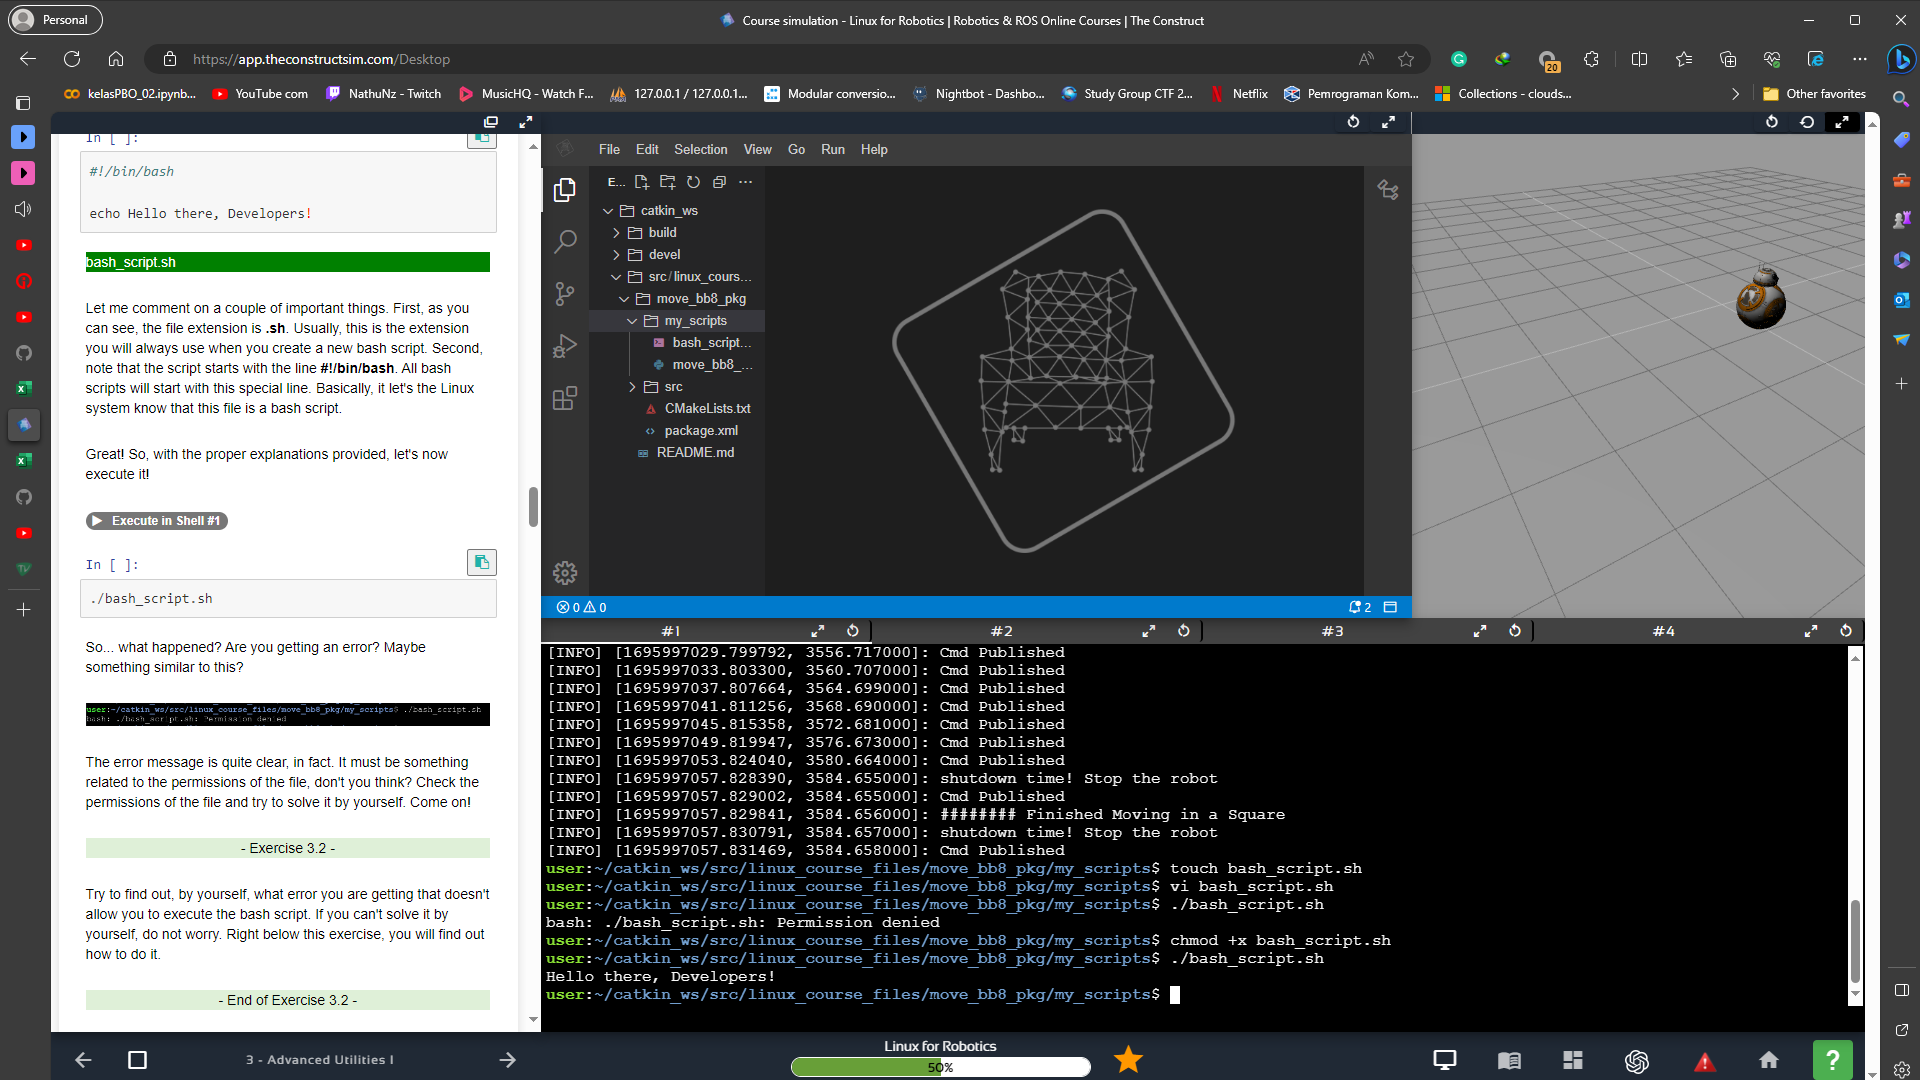 Personal
Course simulation - Linux for Robotics | Robotics & ROS Online Courses | The Construct
https://app.theconstructsim.com/Desktop
20
kelasPBO_02.ipynb...
YouTube com
NathuNz - Twitch
MusicHQ - Watch F...
127.0.0.1 / 127.0.0.1...
Modular conversio...
Nightbot - Dashbo...
Study Group CTF 2...
Netflix
Pemrograman Kom...
Collections - clouds...
Other favorites
In [ ]:
#!/bin/bash
echo Hello there, Developers!
bash_script.sh
Let me comment on a couple of important things. First, as you
can see, the file extension is .sh. Usually, this is the extension
you will always use when you create a new bash script. Second,
note that the script starts with the line #!/bin/bash. All bash
scripts will start with this special line. Basically, it let's the Linux
system know that this file is a bash script.
Great! So, with the proper explanations provided, let's now
execute it!
Execute in Shell #1
In [ ]:
./bash_script.sh
So... what happened? Are you getting an error? Maybe
something similar to this?
user:~/catkin_ws/src/linux_course_files/move_bb8_pkg/my_scripts$ ./bash_script.sh
bash: ./bash_script.sh: Permission denied
The error message is quite clear, in fact. It must be something
related to the permissions of the file, don't you think? Check the
permissions of the file and try to solve it by yourself. Come on!
- Exercise 3.2 -
Try to find out, by yourself, what error you are getting that doesn't
allow you to execute the bash script. If you can't solve it by
yourself, do not worry. Right below this exercise, you will find out
how to do it.
- End of Exercise 3.2 -
File Edit Selection View Go Run Help
E...
catkin_ws
build
devel
src/linux_cours...
move_bb8_pkg
my_scripts
bash_script...
move_bb8_...
src
CMakeLists.txt
package.xml
README.md
0 0
2
#1
#2
#3
#4
[INFO] [1695997029.799792, 3556.717000]: Cmd Published
[INFO] [1695997033.803300, 3560.707000]: Cmd Published
[INFO] [1695997037.807664, 3564.699000]: Cmd Published
[INFO] [1695997041.811256, 3568.690000]: Cmd Published
[INFO] [1695997045.815358, 3572.681000]: Cmd Published
[INFO] [1695997049.819947, 3576.673000]: Cmd Published
[INFO] [1695997053.824040, 3580.664000]: Cmd Published
[INFO] [1695997057.828390, 3584.655000]: shutdown time! Stop the robot
[INFO] [1695997057.829002, 3584.655000]: Cmd Published
[INFO] [1695997057.829841, 3584.656000]: ######## Finished Moving in a Square
[INFO] [1695997057.830791, 3584.657000]: shutdown time! Stop the robot
[INFO] [1695997057.831469, 3584.658000]: Cmd Published
user:~/catkin_ws/src/linux_course_files/move_bb8_pkg/my_scripts$ touch bash_script.sh
user:~/catkin_ws/src/linux_course_files/move_bb8_pkg/my_scripts$ vi bash_script.sh
user:~/catkin_ws/src/linux_course_files/move_bb8_pkg/my_scripts$ ./bash_script.sh
bash: ./bash_script.sh: Permission denied
user:~/catkin_ws/src/linux_course_files/move_bb8_pkg/my_scripts$ chmod +x bash_script.sh
user:~/catkin_ws/src/linux_course_files/move_bb8_pkg/my_scripts$ ./bash_script.sh
Hello there, Developers!
user:~/catkin_ws/src/linux_course_files/move_bb8_pkg/my_scripts$
3 - Advanced Utilities I
Linux for Robotics
50%
?